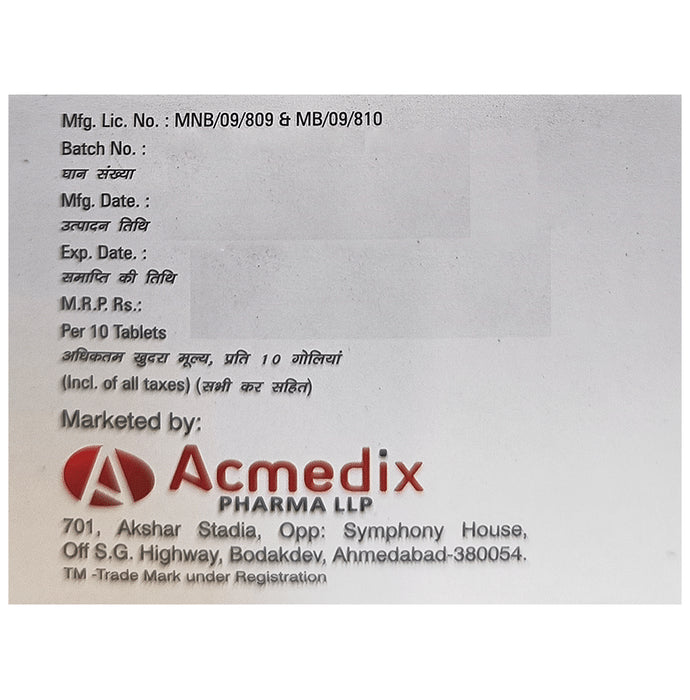 Mfg. Lic. No. : MNB/09/809 & MB/09/810
Batch No. :
घान संख्या
Mfg. Date. :
उत्पादन तिथि
Exp. Date. :
समाप्ति की तिथि
M.R.P. Rs.:
Per 10 Tablets
अधिकतम खुदरा मूल्य, प्रति 10 गोलियां
(Incl. of all taxes) (सभी कर सहित)
Marketed by:
Acmedix
PHARMA LLP
701, Akshar Stadia, Opp: Symphony House,
Off S.G. Highway, Bodakdev, Ahmedabad-380054.
TM -Trade Mark under Registration